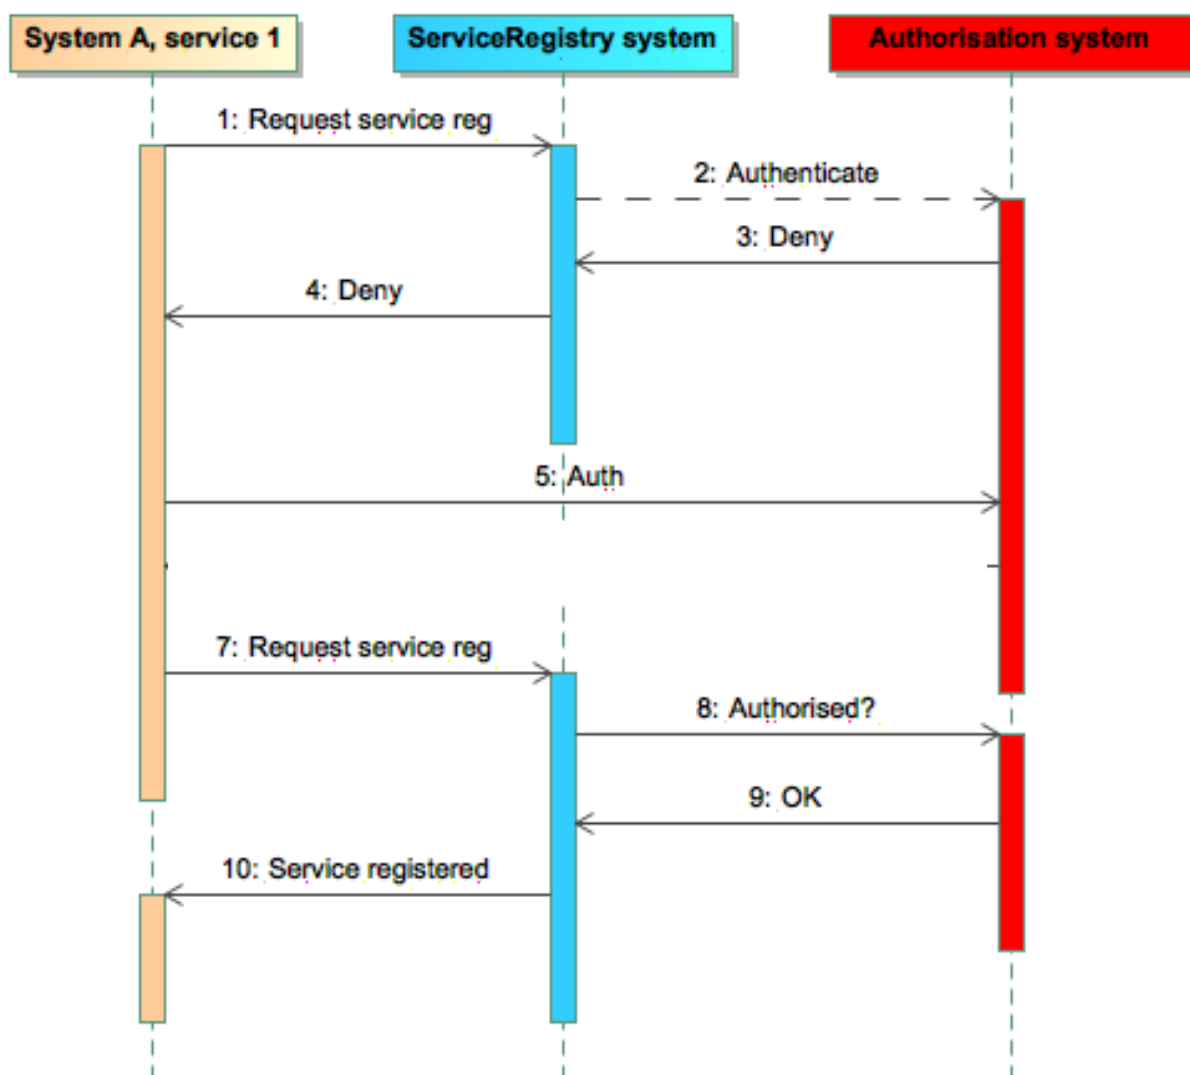 System A, service 1
ServiceRegistry system
Authorisation system
1: Request service reg
2: Authenticate
3: Deny
4: Deny
5: Auth
7: Request service reg
8: Authorised?
9: OK
10: Service registered